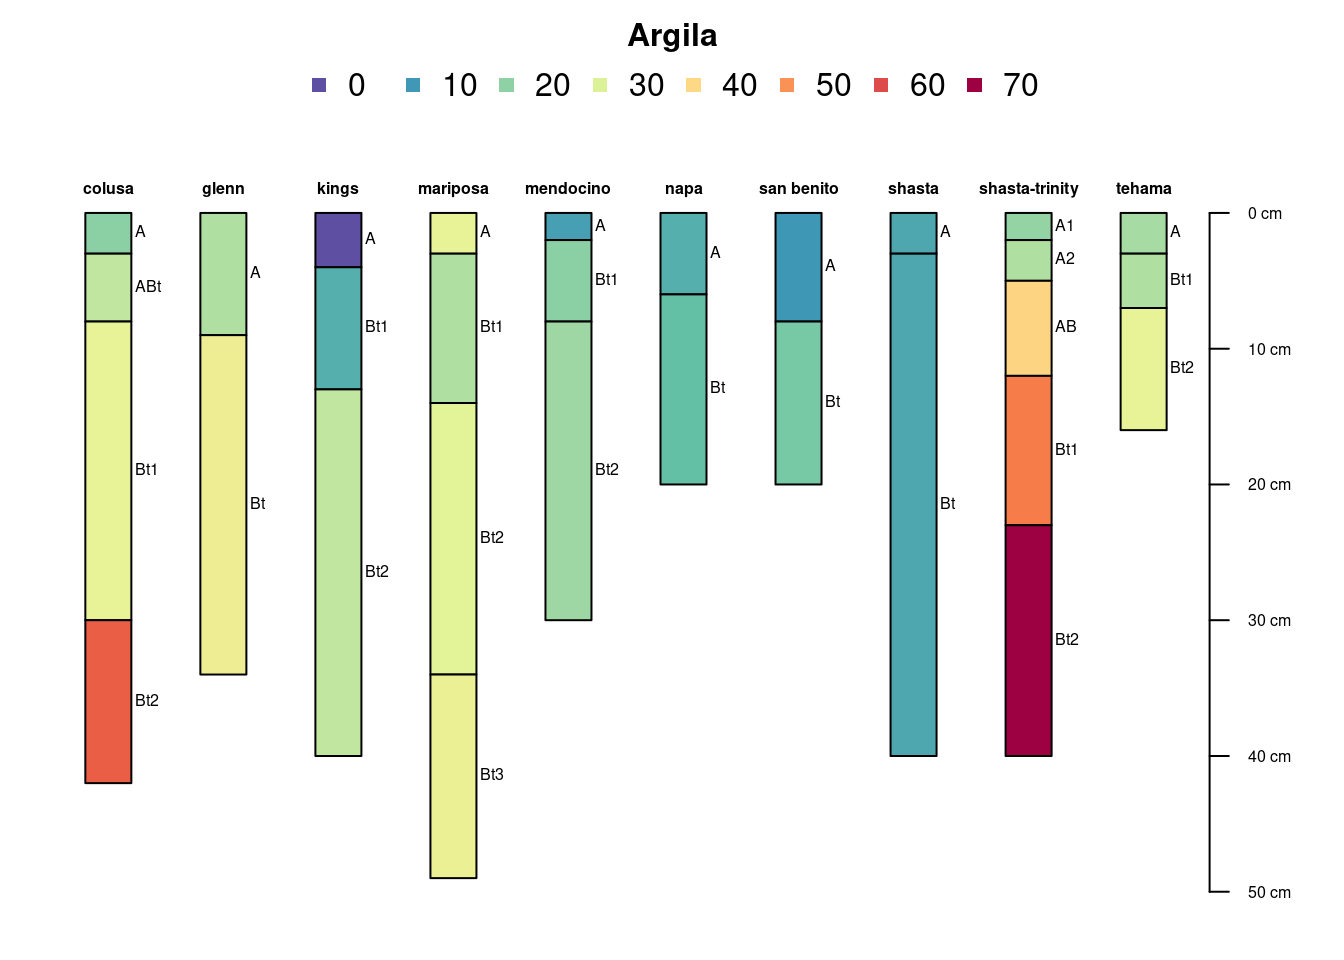 Argila
0 10 20 30 40 50 60 70
colusa glenn kings mariposa mendocino napa san benito shasta shasta-trinity tehama
A ABt Bt1 Bt2
A Bt
A Bt1 Bt2
A Bt1 Bt2 Bt3
A Bt1 Bt2
A Bt
A Bt
A Bt
A1 A2 AB Bt1 Bt2
A Bt1 Bt2
0 cm
10 cm
20 cm
30 cm
40 cm
50 cm